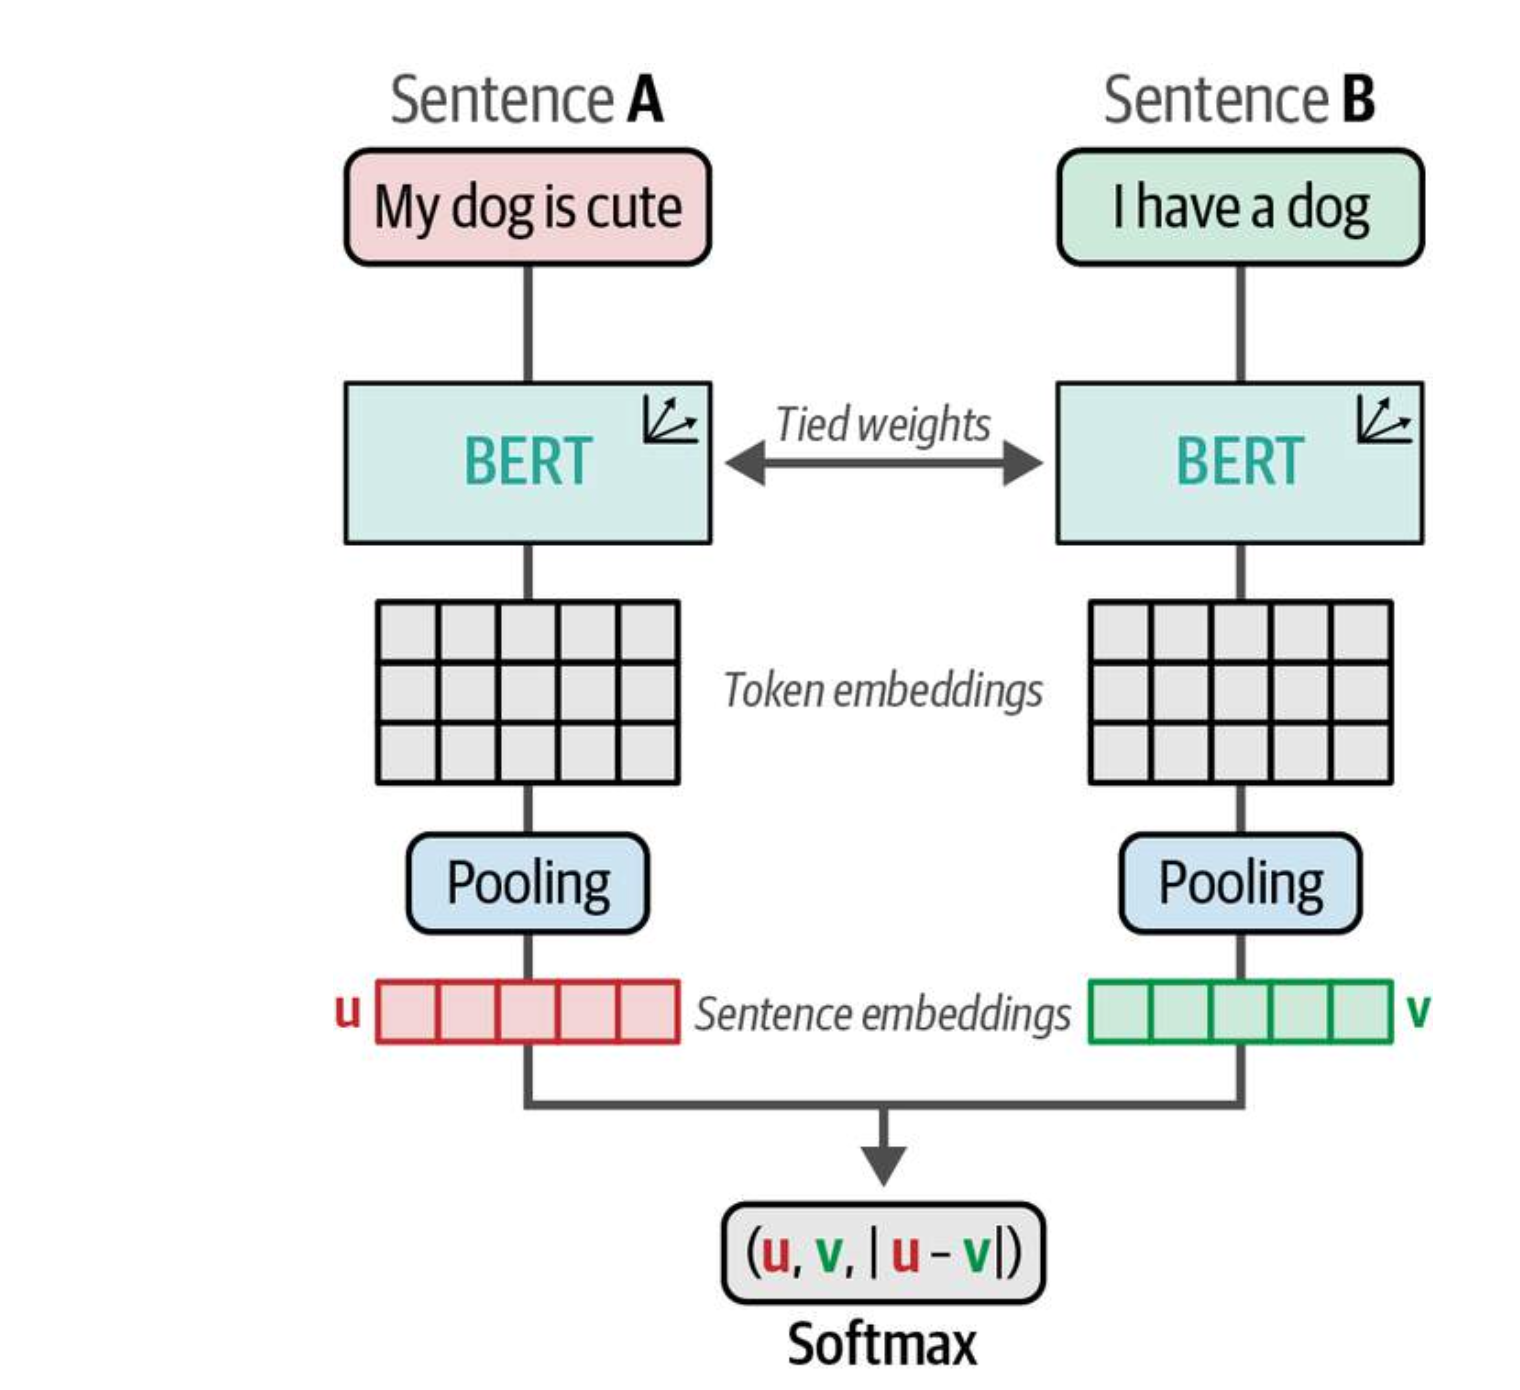 Sentence A
Sentence B
My dog is cute
I have a dog
BERT
Tied weights
BERT
Token embeddings
Pooling
Pooling
u
Sentence embeddings
v
(u, v, | u – v|)
Softmax